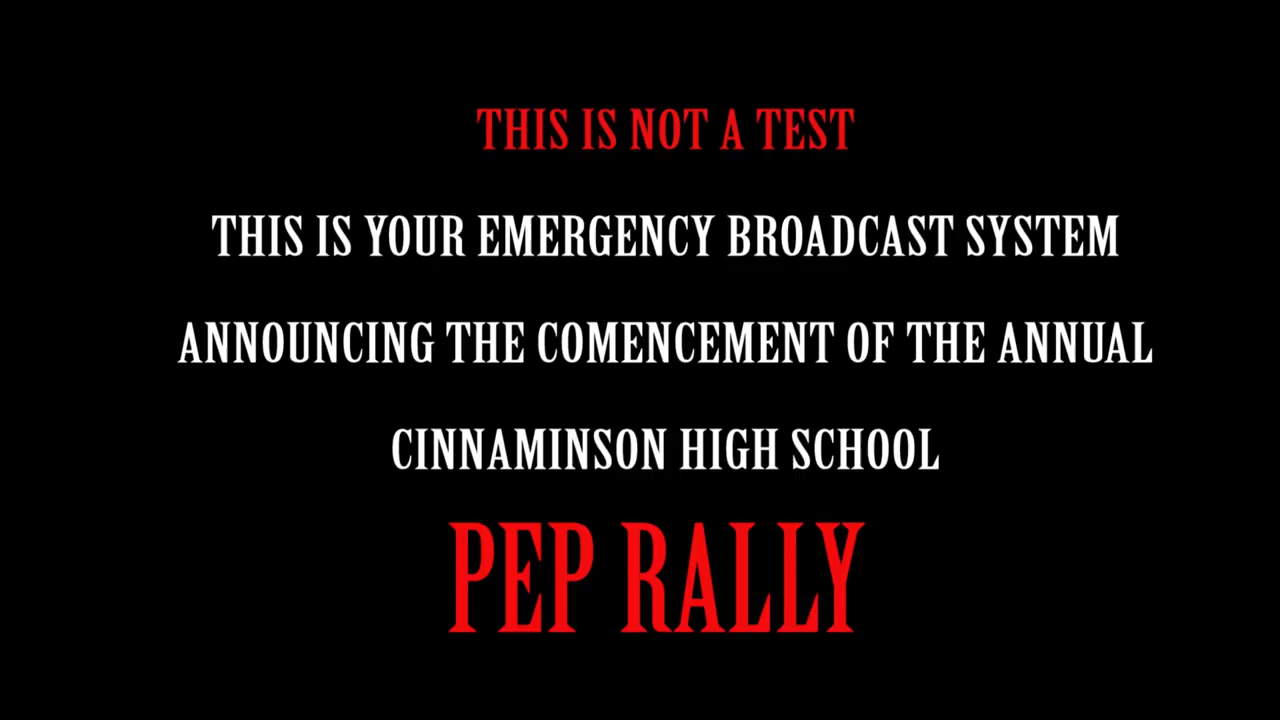 THIS IS NOT A TEST
THIS IS YOUR EMERGENCY BROADCAST SYSTEM
ANNOUNCING THE COMENCEMENT OF THE ANNUAL
CINNAMINSON HIGH SCHOOL
PEP RALLY